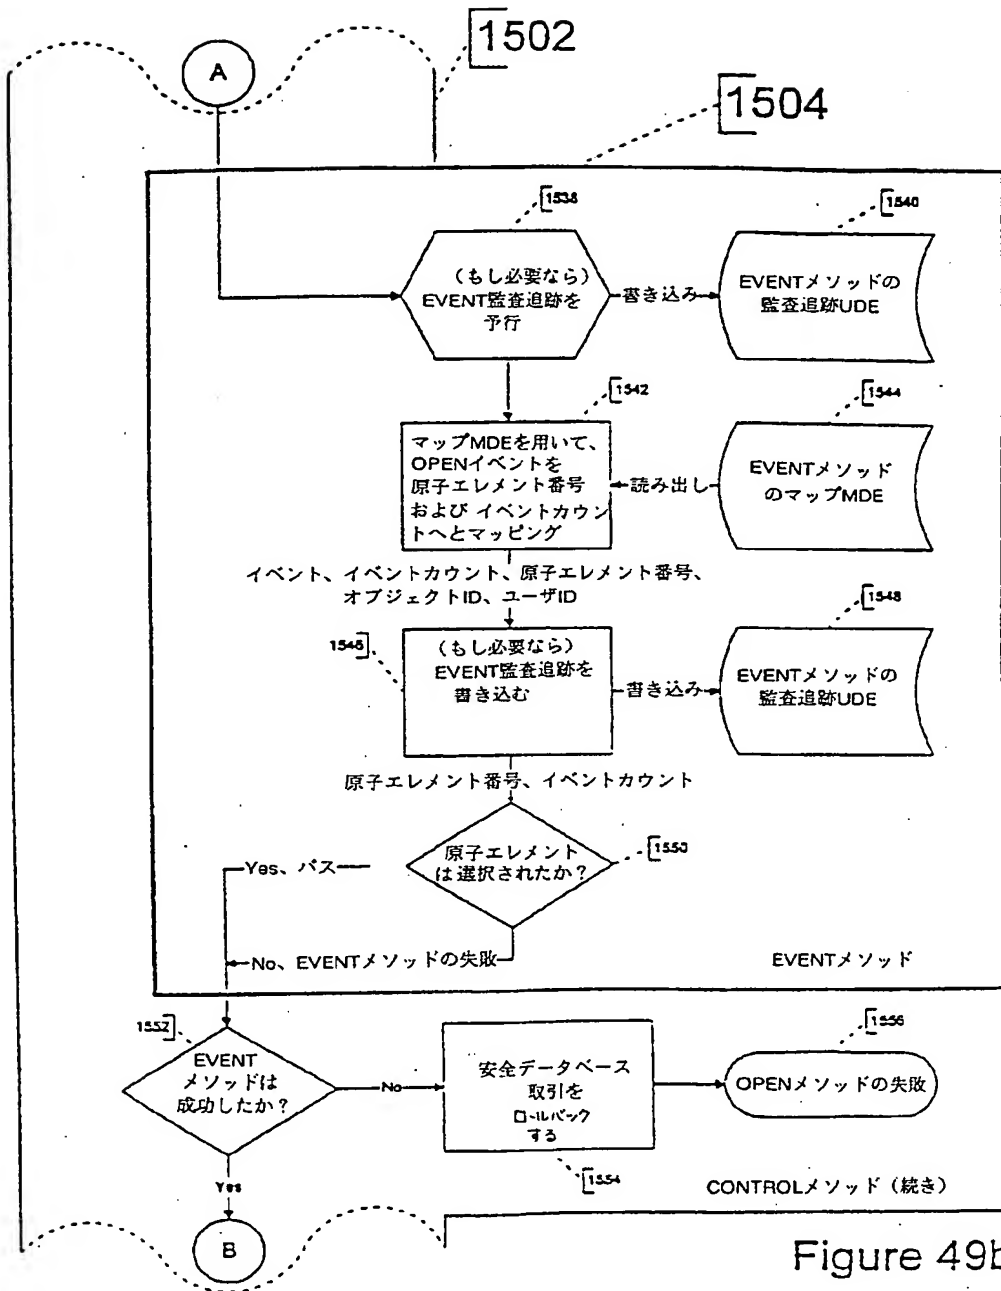 1502
A
1504
1538
1540
(もし必要なら)
EVENT監査追跡を
予行
書き込み
EVENTメソッドの
監査追跡UDE
1542
1544
マップMDEを用いて、
OPENイベントを
原子エレメント番号
および イベントカウン
トへとマッピング
読み出し
EVENTメソッド
のマップMDE
イベント、イベントカウント、原子エレメント番号、
オブジェクトID、ユーザID
1546
1548
(もし必要なら)
EVENT監査追跡を
書き込む
書き込み
EVENTメソッドの
監査追跡UDE
原子エレメント番号、イベントカウント
1550
原子エレメント
は選択されたか?
Yes、パス
No、EVENTメソッドの失敗
EVENTメソッド
1552
1556
EVENT
メソッドは
成功したか?
No
安全データベース
取引を
ロールバック
する
OPENメソッドの失敗
1554
Yes
CONTROLメソッド(続き)
B
Figure 49b